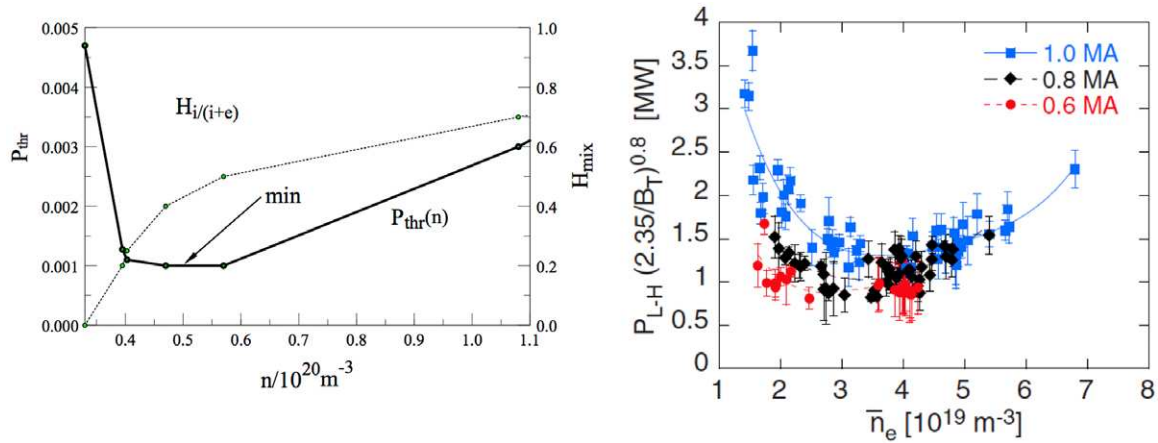 0.005
0.004
0.003
0.002
0.001
0.000
P_thr
H_i/(i+e)
min
P_thr(n)
1.0
0.8
0.6
0.4
0.2
0.0
H_mix
0.4 0.5 0.6 0.7 0.8 0.9 1.0 1.1
n/10^20 m^-3
4
3.5
3
2.5
2
1.5
1
0.5
0
P_L-H (2.35/B_T)^0.8 [MW]
1.0 MA
0.8 MA
0.6 MA
1 2 3 4 5 6 7 8
n̅_e [10^19 m^-3]